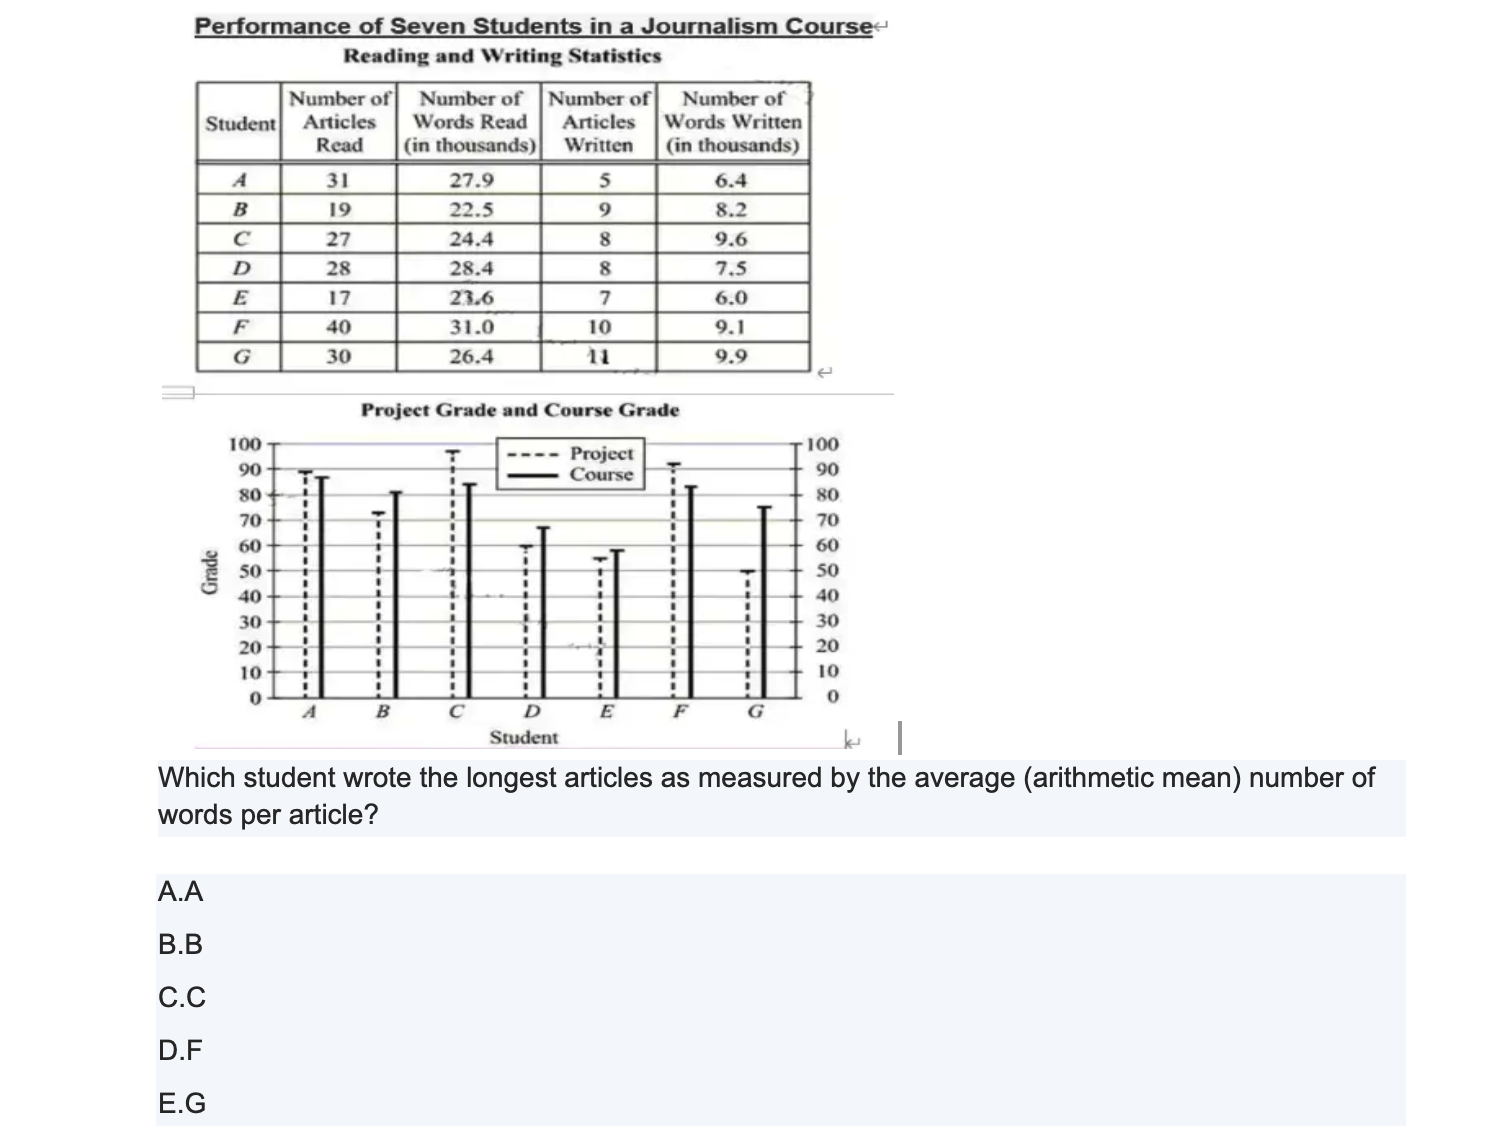 Performance of Seven Students in a Journalism Course
Reading and Writing Statistics
Student | Number of Articles Read | Number of Words Read (in thousands) | Number of Articles Written | Number of Words Written (in thousands)
A 31 27.9 5 6.4
B 19 22.5 9 8.2
C 27 24.4 8 9.6
D 28 28.4 8 7.5
E 17 23.6 7 6.0
F 40 31.0 10 9.1
G 30 26.4 11 9.9
Project Grade and Course Grade
Project
Course
100 100
90 90
80 80
70 70
60 60
50 50
40 40
30 30
20 20
10 10
0 0
Grade
A B C D E F G
Student
Which student wrote the longest articles as measured by the average (arithmetic mean) number of
words per article?
A.A
B.B
C.C
D.F
E.G